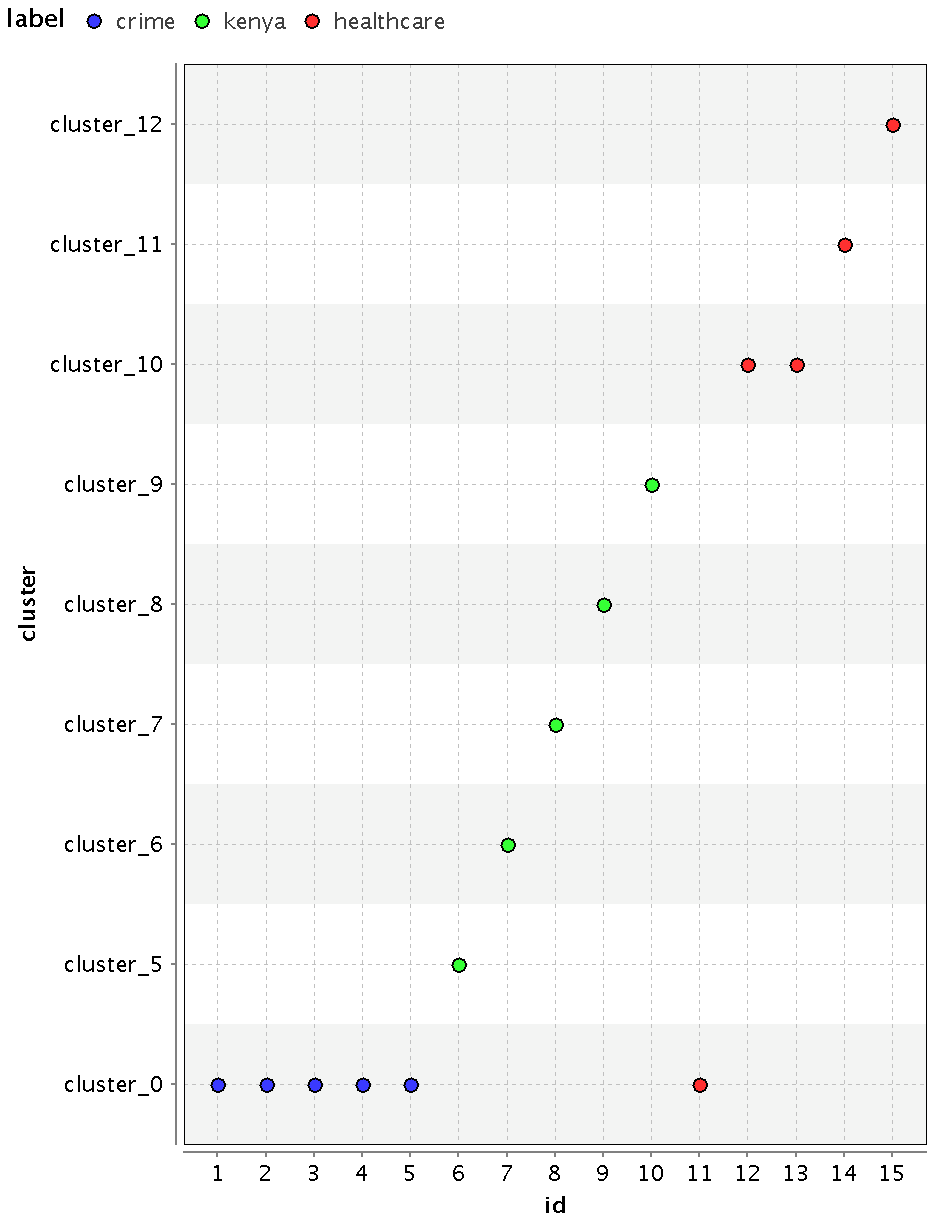 label crime kenya healthcare
cluster_12
cluster_11
cluster_10
cluster_9
cluster_8
cluster_7
cluster_6
cluster_5
cluster_0
cluster
1 2 3 4 5 6 7 8 9 10 11 12 13 14 15
id